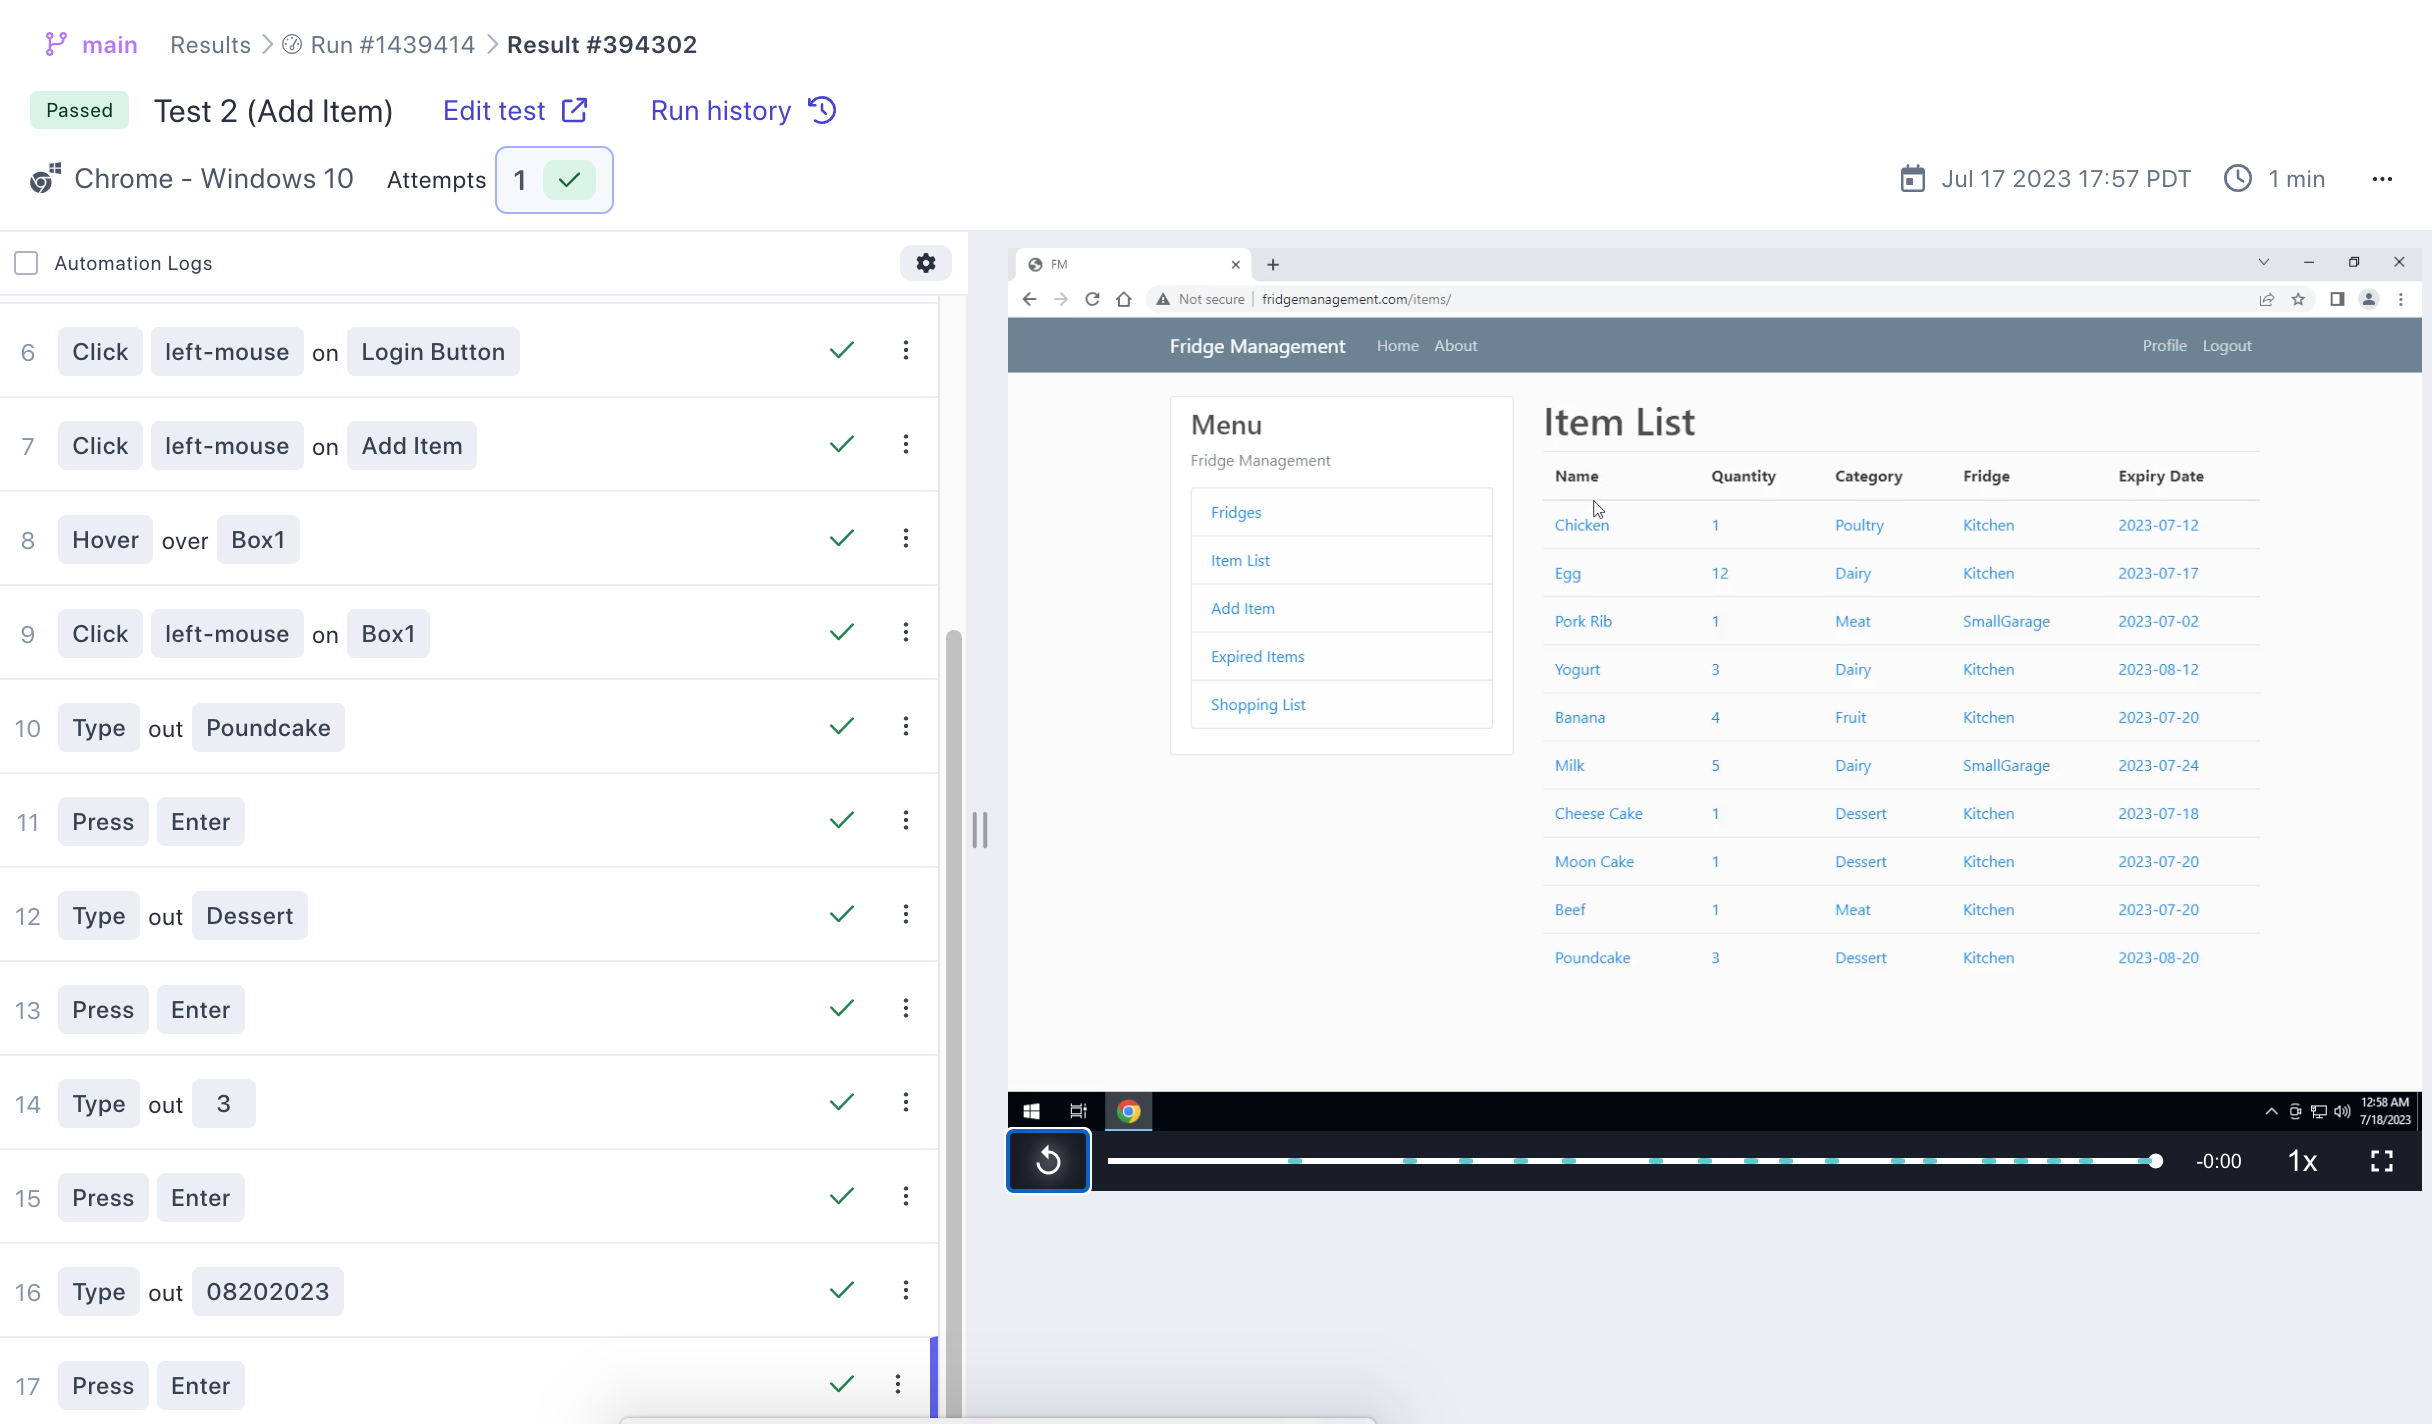 main Results Run #1439414 Result #394302
Passed Test 2 (Add Item) Edit test Run history
Chrome - Windows 10 Attempts 1 Jul 17 2023 17:57 PDT 1 min
Automation Logs
6 Click left-mouse on Login Button
7 Click left-mouse on Add Item
8 Hover over Box1
9 Click left-mouse on Box1
10 Type out Poundcake
11 Press Enter
12 Type out Dessert
13 Press Enter
14 Type out 3
15 Press Enter
16 Type out 08202023
17 Press Enter
FM
Not secure fridgemanagement.com/items/
Fridge Management Home About Profile Logout
Menu
Fridge Management
Fridges
Item List
Add Item
Expired Items
Shopping List
Item List
Name Quantity Category Fridge Expiry Date
Chicken 1 Poultry Kitchen 2023-07-12
Egg 12 Dairy Kitchen 2023-07-17
Pork Rib 1 Meat SmallGarage 2023-07-02
Yogurt 3 Dairy Kitchen 2023-08-12
Banana 4 Fruit Kitchen 2023-07-20
Milk 5 Dairy SmallGarage 2023-07-24
Cheese Cake 1 Dessert Kitchen 2023-07-18
Moon Cake 1 Dessert Kitchen 2023-07-20
Beef 1 Meat Kitchen 2023-07-20
Poundcake 3 Dessert Kitchen 2023-08-20
12:58 AM
7/18/2023
-0:00 1x